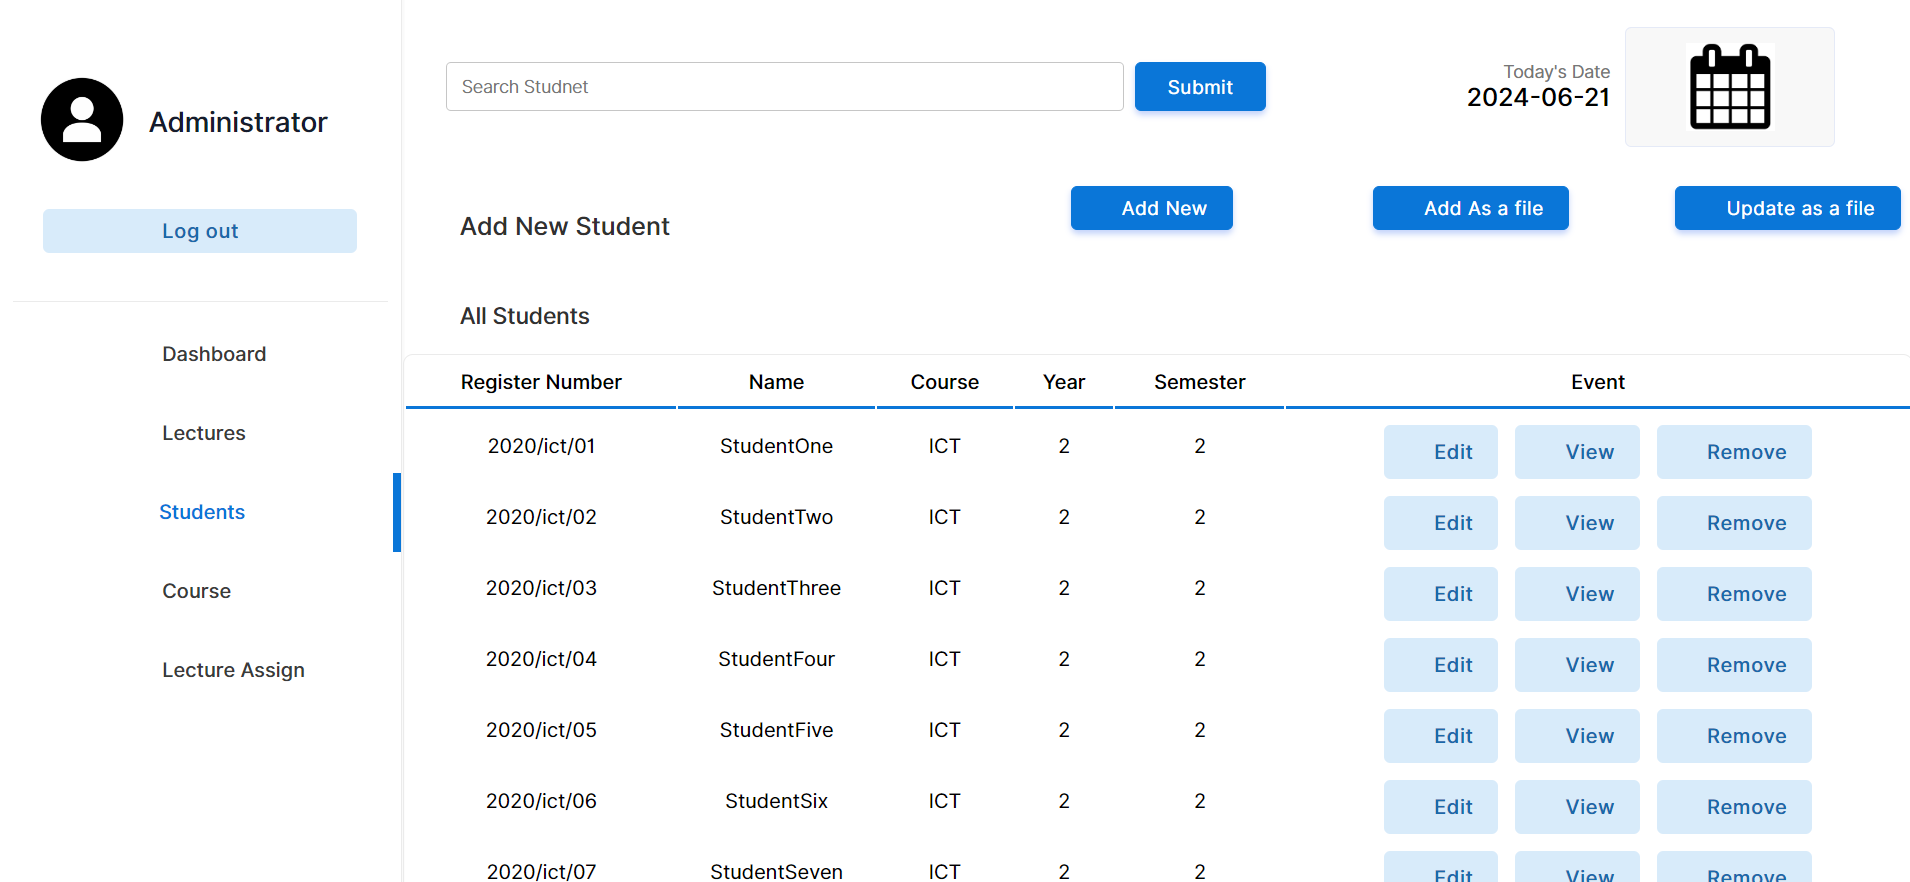 Administrator
Log out
Dashboard
Lectures
Students
Course
Lecture Assign
Search Studnet
Submit
Today's Date
2024-06-21
Add New Student
Add New
Add As a file
Update as a file
All Students
Register Number Name Course Year Semester Event
2020/ict/01 StudentOne ICT 2 2 Edit View Remove
2020/ict/02 StudentTwo ICT 2 2 Edit View Remove
2020/ict/03 StudentThree ICT 2 2 Edit View Remove
2020/ict/04 StudentFour ICT 2 2 Edit View Remove
2020/ict/05 StudentFive ICT 2 2 Edit View Remove
2020/ict/06 StudentSix ICT 2 2 Edit View Remove
2020/ict/07 StudentSeven ICT 2 2 Edit View Remove